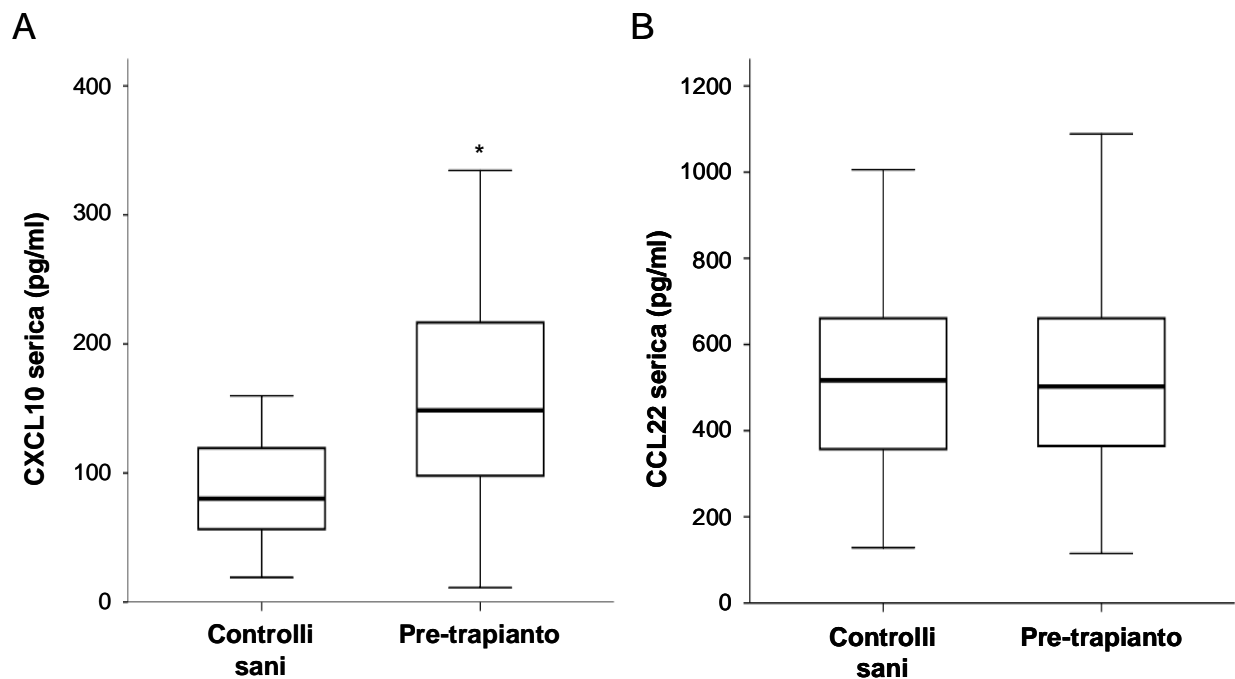 A
CXCL10 serica (pg/ml)
400
300
200
100
0
*
Controlli
sani
Pre-trapianto
B
CCL22 serica (pg/ml)
1200
1000
800
600
400
200
0
Controlli
sani
Pre-trapianto